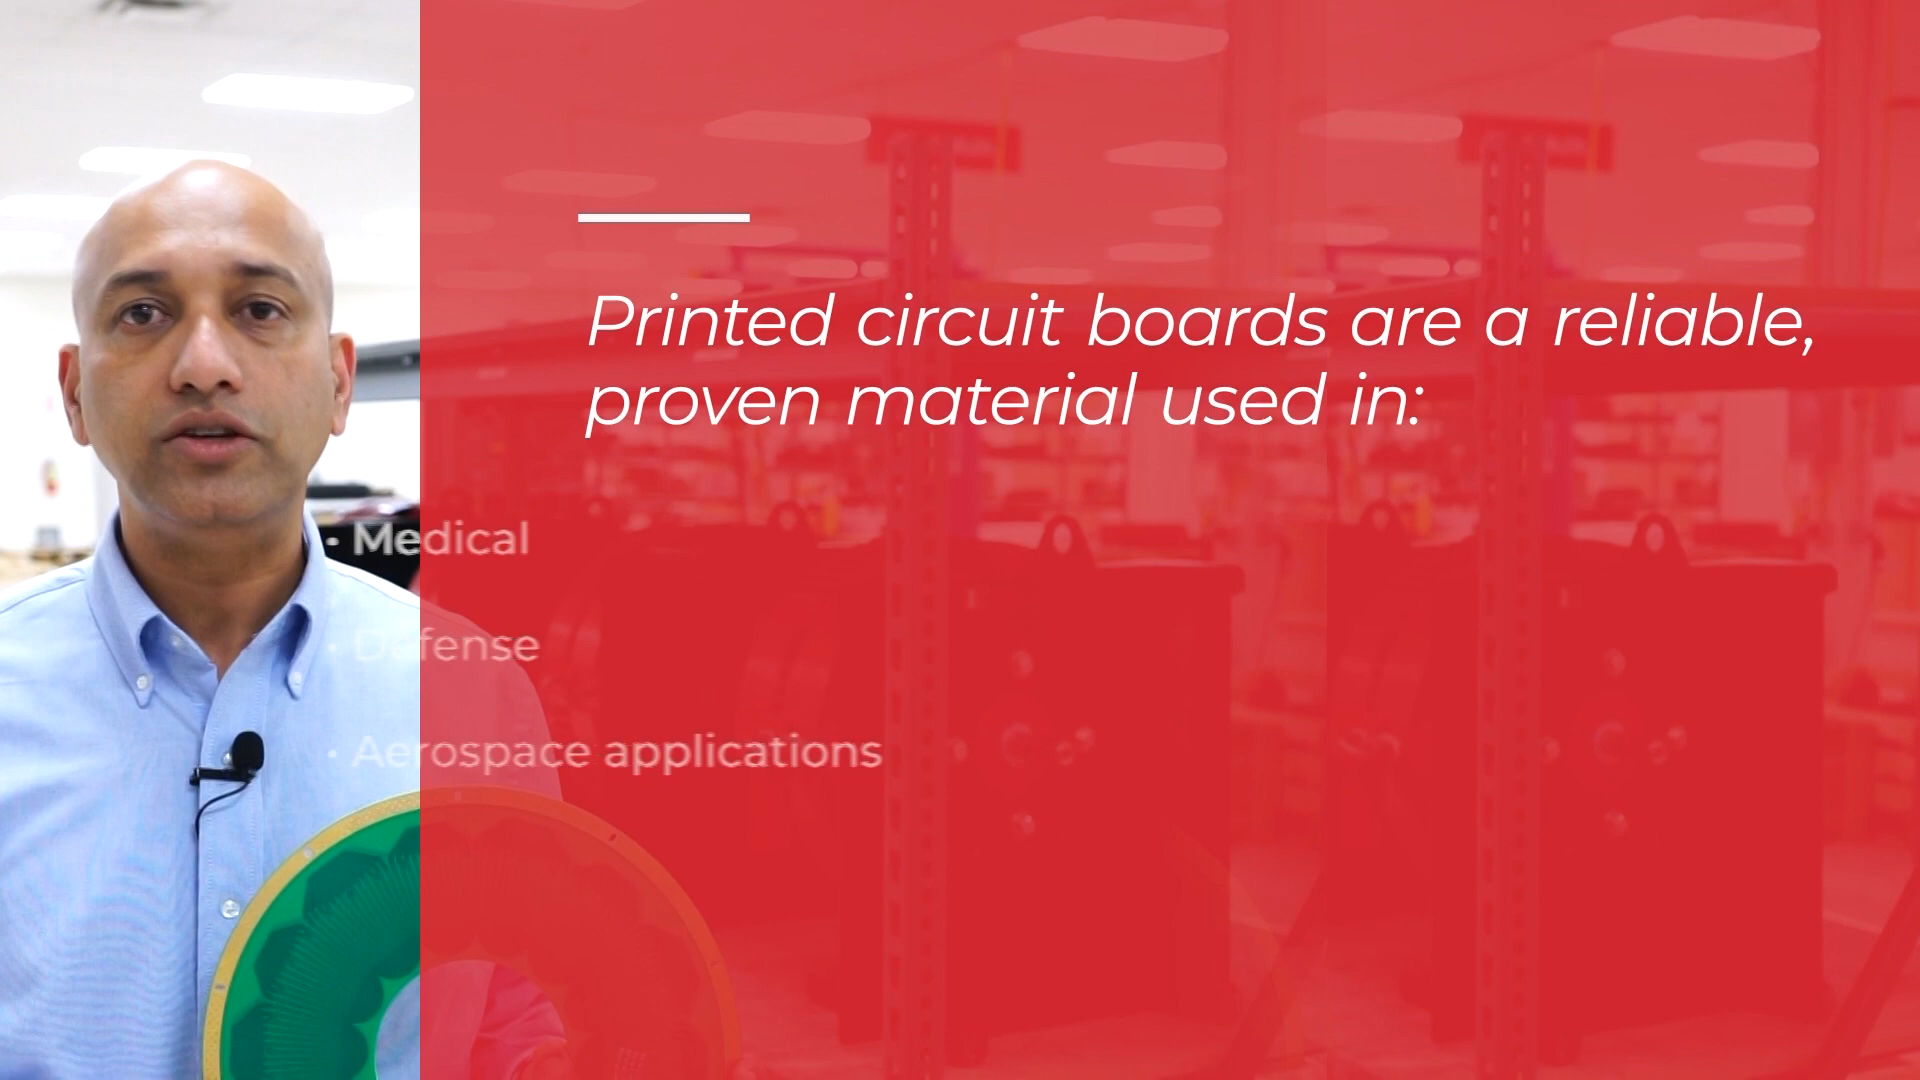 Printed circuit boards are a reliable,
proven material used in:
· Medical
· Defense
· Aerospace applications